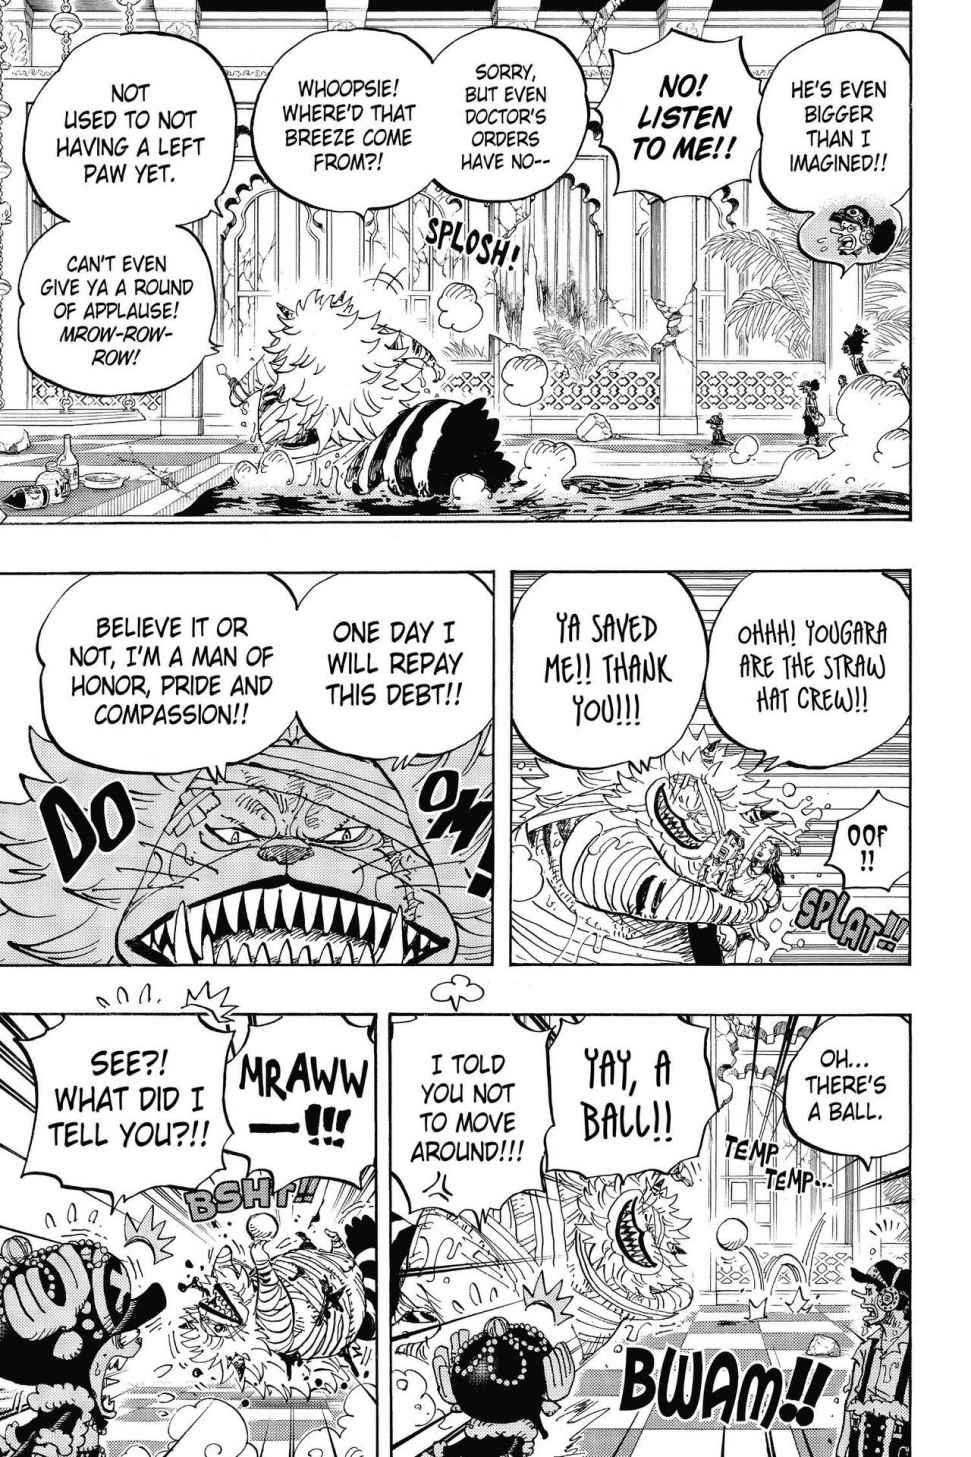 HE'S EVEN
BIGGER
THAN I
IMAGINED!!
NO!
LISTEN
TO ME!!
SORRY,
BUT EVEN
DOCTOR'S
ORDERS
HAVE NO--
WHOOPSIE!
WHERE'D THAT
BREEZE COME
FROM?!
NOT
USED TO NOT
HAVING A LEFT
PAW YET.
CAN'T EVEN
GIVE YA A ROUND
OF APPLAUSE!
MROW-ROW-
ROW!
SPLOSH!
OHHH! YOUGARA
ARE THE STRAW
HAT CREW!!
YA SAVED
ME!! THANK
YOU!!!
OOF
!!
SPLAT!!
ONE DAY I
WILL REPAY
THIS DEBT!!
BELIEVE IT OR
NOT, I'M A MAN OF
HONOR, PRIDE AND
COMPASSION!!
DOOM!
OH...
THERE'S
A BALL.
TEMP
TEMP...
YAY, A
BALL!!
I TOLD
YOU NOT
TO MOVE
AROUND!!!
BWAM!!
MRAWW
—!!!
SEE?!
WHAT DID I
TELL YOU?!!
BSHT!!